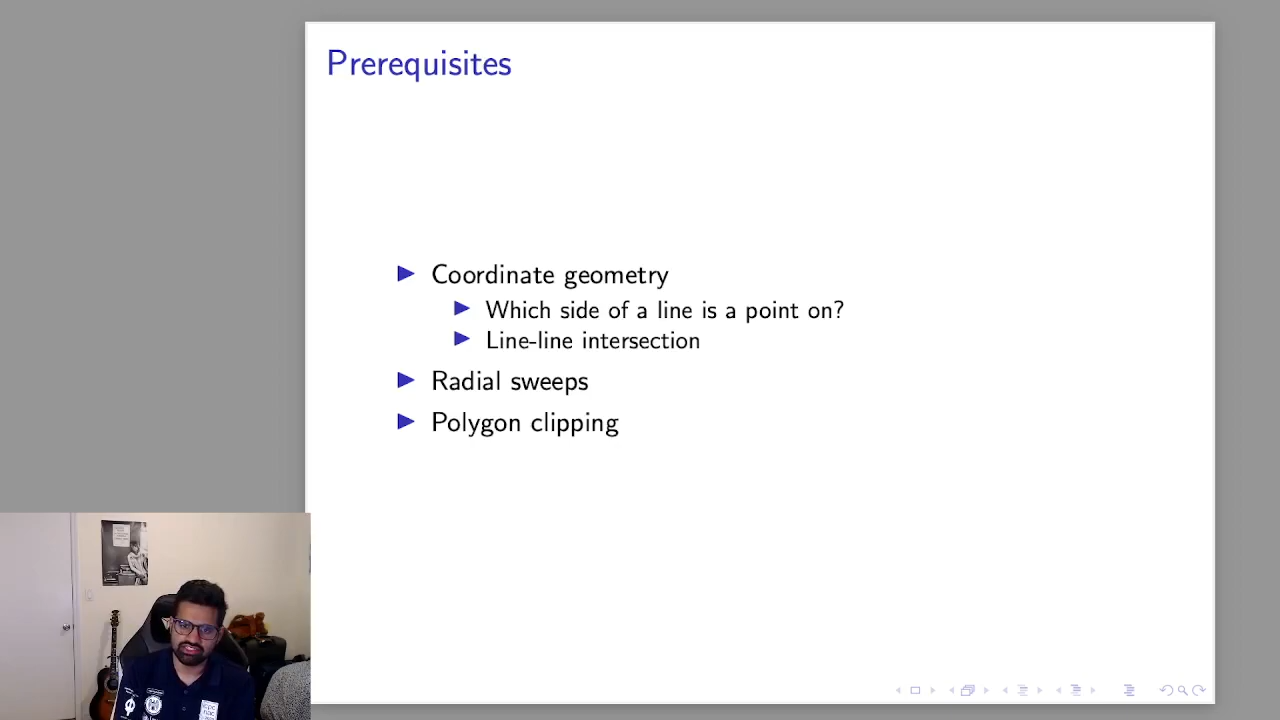 Prerequisites
Coordinate geometry
Which side of a line is a point on?
Line-line intersection
Radial sweeps
Polygon clipping